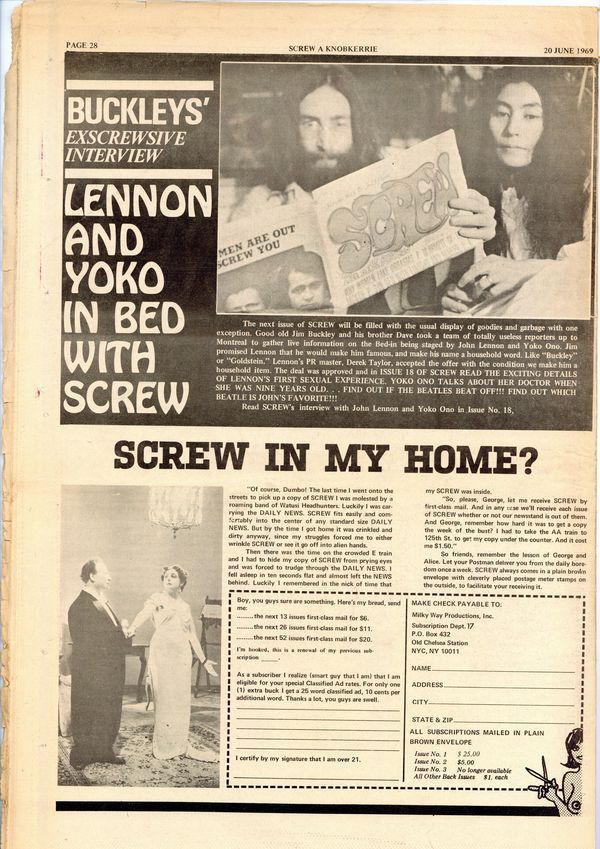 PAGE 28
SCREW A KNOBKERRIE
20 JUNE 1969
BUCKLEYS'
EXSCREWSIVE
INTERVIEW
LENNON
AND
YOKO
IN BED
WITH
SCREW
SCREW
MEN ARE OUT
SCREW YOU
The next issue of SCREW will be filled with the usual display of goodies and garbage with one
exception. Good old Jim Buckley and his brother Dave took a team of totally useless reporters up to
Montreal to gather live information on the Bed-in being staged by John Lennon and Yoko Ono. Jim
promised Lennon that he would make him famous, and make his name a household word. Like "Buckley"
or "Goldstein." Lennon's PR master, Derek Taylor, accepted the offer with the condition we make him a
household item. The deal was approved and in ISSUE 18 OF SCREW READ THE EXCITING DETAILS
OF LENNON'S FIRST SEXUAL EXPERIENCE. YOKO ONO TALKS ABOUT HER DOCTOR WHEN
SHE WAS NINE YEARS OLD. . . FIND OUT IF THE BEATLES BEAT OFF!!! FIND OUT WHICH
BEATLE IS JOHN'S FAVORITE!!!
Read SCREW's interview with John Lennon and Yoko Ono in Issue No. 18,
SCREW IN MY HOME?
"Of course, Dumbo! The last time I went onto the
streets to pick up a copy of SCREW I was molested by a
roaming band of Watusi Headhunters. Luckily I was car-
rying the DAILY NEWS. SCREW fits easily and com-
fortably into the center of any standard size DAILY
NEWS. But by the time I got home it was crinkled and
dirty anyway, since my struggles forced me to either
wrinkle SCREW or see it go off into alien hands.
Then there was the time on the crowded E train
and I had to hide my copy of SCREW from prying eyes
and was forced to trudge through the DAILY NEWS. I
fell asleep in ten seconds flat and almost left the NEWS
behind. Luckily I remembered in the nick of time that
my SCREW was inside.
"So, please, George, let me receive SCREW by
first-class mail. And in any case we'll receive each issue
of SCREW whether or not our newstand is out of them.
And George, remember how hard it was to get a copy
the week of the bust? I had to take the AA train to
125th St. to get my copy under the counter. And it cost
me $1.50."
So friends, remember the lesson of George and
Alice. Let your Postman deliver you from the daily bore-
dom once a week. SCREW always comes in a plain brown
envelope with cleverly placed postage meter stamps on
the outside, to facilitate your receiving it.
Boy, you guys sure are something. Here's my bread, send
me:
........the next 13 issues first-class mail for $6.
........the next 26 issues first-class mail for $11.
........the next 52 issues first-class mail for $20.
I'm hooked, this is a renewal of my previous sub-
scription _____.
As a subscriber I realize (smart guy that I am) that I am
eligible for your special Classified Ad rates. For only one
(1) extra buck I get a 25 word classified ad, 10 cents per
additional word. Thanks a lot, you guys are swell.
I certify by my signature that I am over 21.
MAKE CHECK PAYABLE TO:
Milky Way Productions, Inc.
Subscription Dept. 17
P.O. Box 432
Old Chelsea Station
NYC, NY 10011
NAME
ADDRESS
CITY
STATE & ZIP
ALL SUBSCRIPTIONS MAILED IN PLAIN
BROWN ENVELOPE
Issue No. 1 $ 25.00
Issue No. 2 $5.00
Issue No. 3 No longer available
All Other Back Issues $1. each